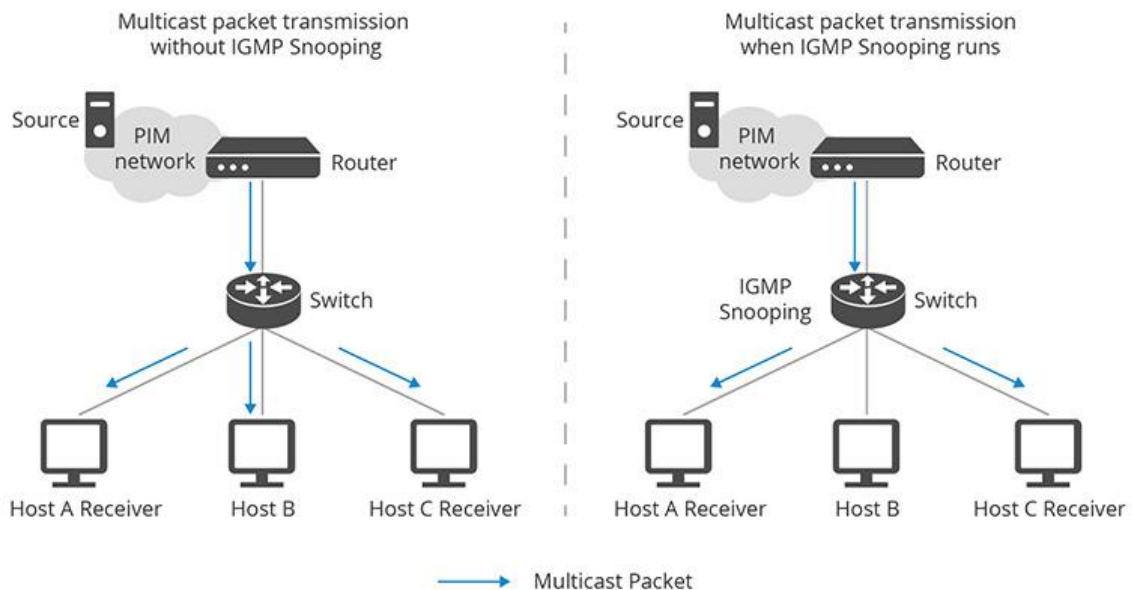 Multicast packet transmission
without IGMP Snooping
Source
PIM
network
Router
Switch
Host A Receiver
Host B
Host C Receiver
Multicast packet transmission
when IGMP Snooping runs
Source
PIM
network
Router
IGMP
Snooping
Switch
Host A Receiver
Host B
Host C Receiver
Multicast Packet